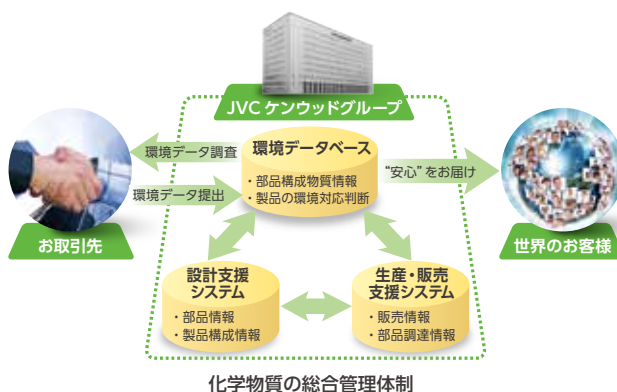 JVC ケンウッドグループ
環境データ調査
環境データベース
・部品構成物質情報
・製品の環境対応判断
“安心”をお届け
環境データ提出
お取引先
世界のお客様
設計支援
システム
・部品情報
・製品構成情報
生産・販売
支援システム
・販売情報
・部品調達情報
化学物質の総合管理体制